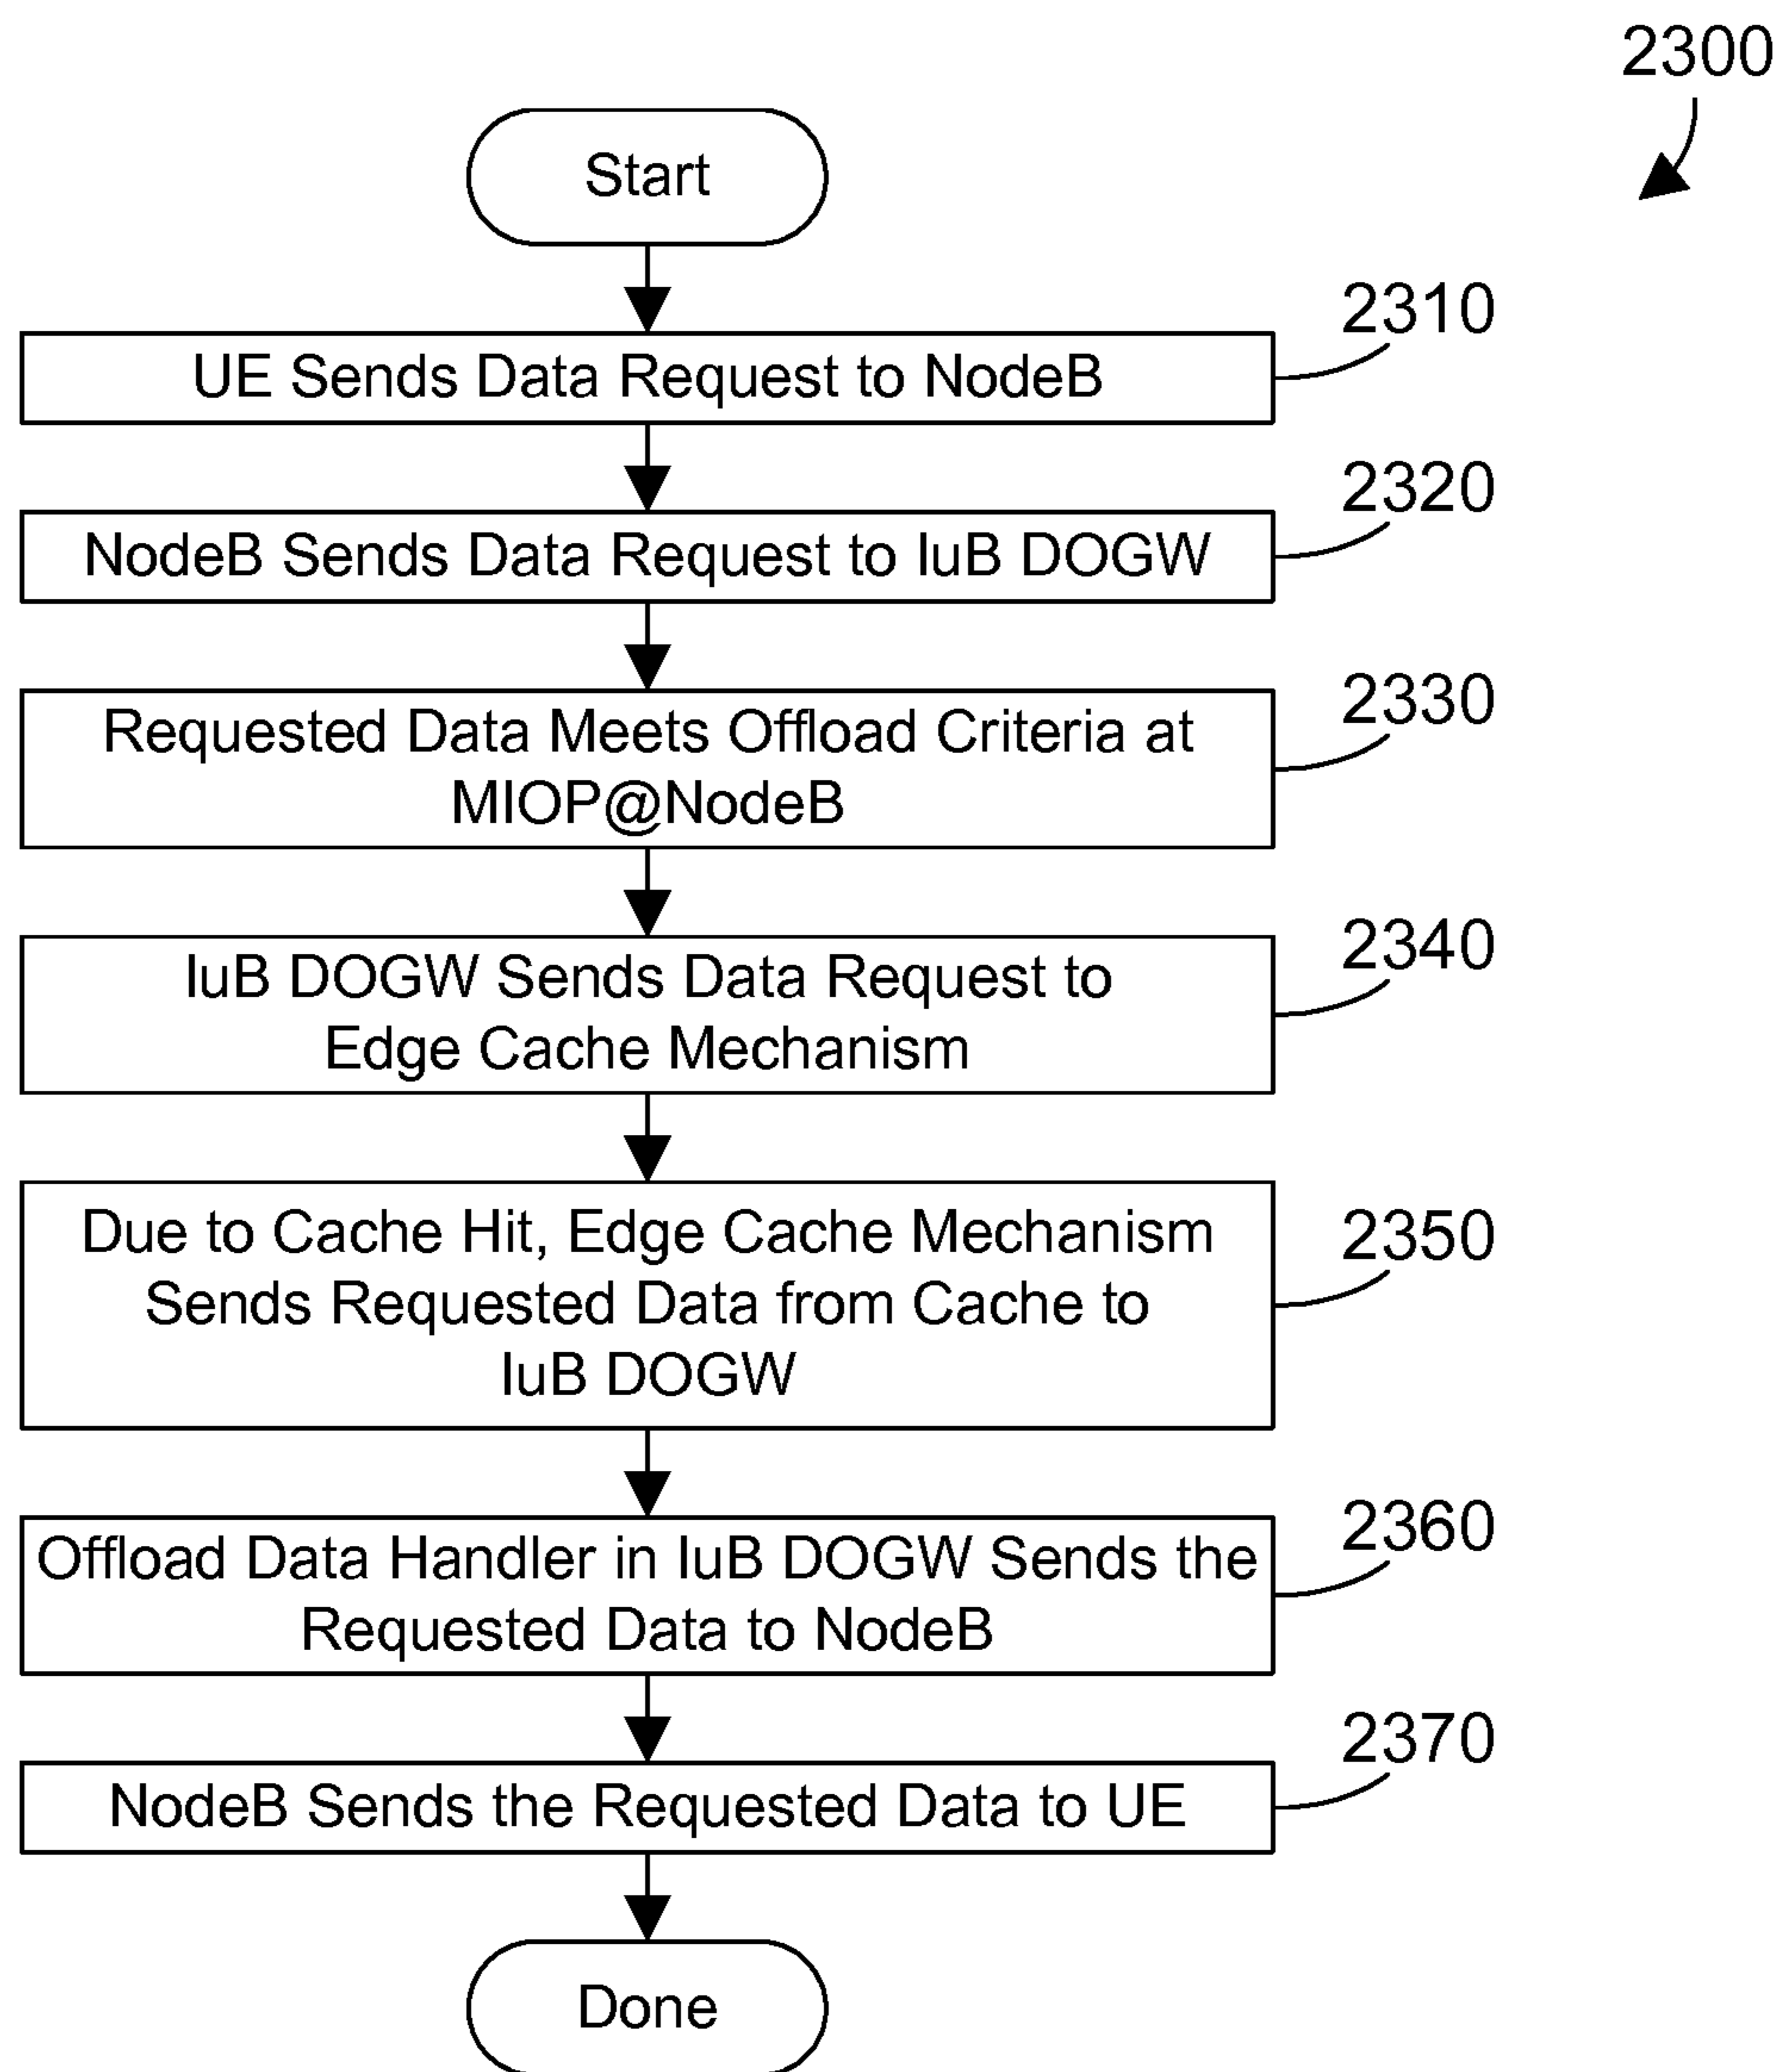 2300
Start
2310
UE Sends Data Request to NodeB
2320
NodeB Sends Data Request to IuB DOGW
2330
Requested Data Meets Offload Criteria at
MIOP@NodeB
2340
IuB DOGW Sends Data Request to
Edge Cache Mechanism
2350
Due to Cache Hit, Edge Cache Mechanism
Sends Requested Data from Cache to
IuB DOGW
2360
Offload Data Handler in IuB DOGW Sends the
Requested Data to NodeB
2370
NodeB Sends the Requested Data to UE
Done